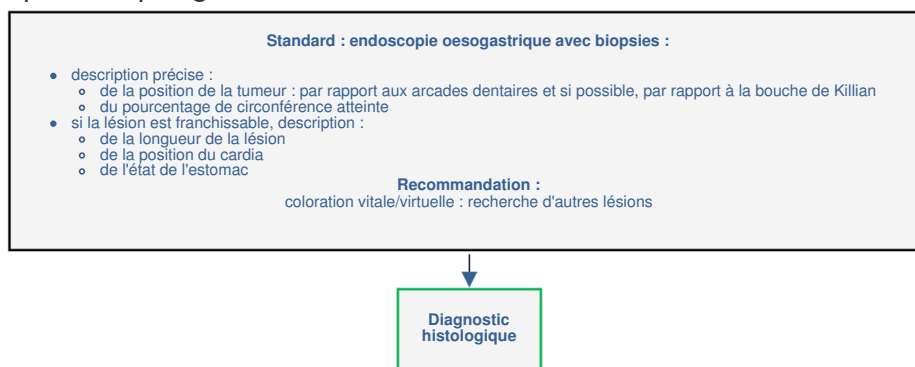 Standard : endoscopie oesogastrique avec biopsies :
description précise :
de la position de la tumeur : par rapport aux arcades dentaires et si possible, par rapport à la bouche de Killian
du pourcentage de circonférence atteinte
si la lésion est franchissable, description :
de la longueur de la lésion
de la position du cardia
de l'état de l'estomac
Recommandation :
coloration vitale/virtuelle : recherche d'autres lésions
Diagnostic
histologique